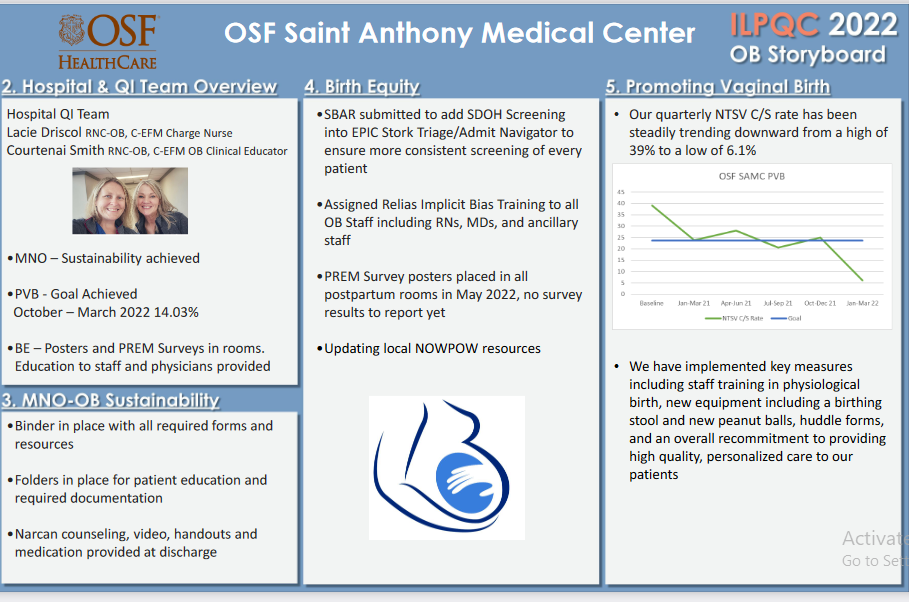 OSF
HEALTHCARE
OSF Saint Anthony Medical Center
ILPQC 2022
OB Storyboard
2. Hospital & QI Team Overview
Hospital QI Team
Lacie Driscol RNC-OB, C-EFM Charge Nurse
Courtenai Smith RNC-OB, C-EFM OB Clinical Educator
•MNO – Sustainability achieved
•PVB - Goal Achieved
October – March 2022 14.03%
•BE – Posters and PREM Surveys in rooms.
Education to staff and physicians provided
3. MNO-OB Sustainability
•Binder in place with all required forms and
resources
•Folders in place for patient education and
required documentation
•Narcan counseling, video, handouts and
medication provided at discharge
4. Birth Equity
•SBAR submitted to add SDOH Screening
into EPIC Stork Triage/Admit Navigator to
ensure more consistent screening of every
patient
•Assigned Relias Implicit Bias Training to all
OB Staff including RNs, MDs, and ancillary
staff
•PREM Survey posters placed in all
postpartum rooms in May 2022, no survey
results to report yet
•Updating local NOWPOW resources
5. Promoting Vaginal Birth
• Our quarterly NTSV C/S rate has been
steadily trending downward from a high of
39% to a low of 6.1%
OSF SAMC PVB
45
40
35
30
25
20
15
10
5
0
Baseline Jan-Mar 21 Apr-Jun 21 Jul-Sep 21 Oct-Dec 21 Jan-Mar 22
NTSV C/S Rate Goal
• We have implemented key measures
including staff training in physiological
birth, new equipment including a birthing
stool and new peanut balls, huddle forms,
and an overall recommitment to providing
high quality, personalized care to our
patients
Activate
Go to Set